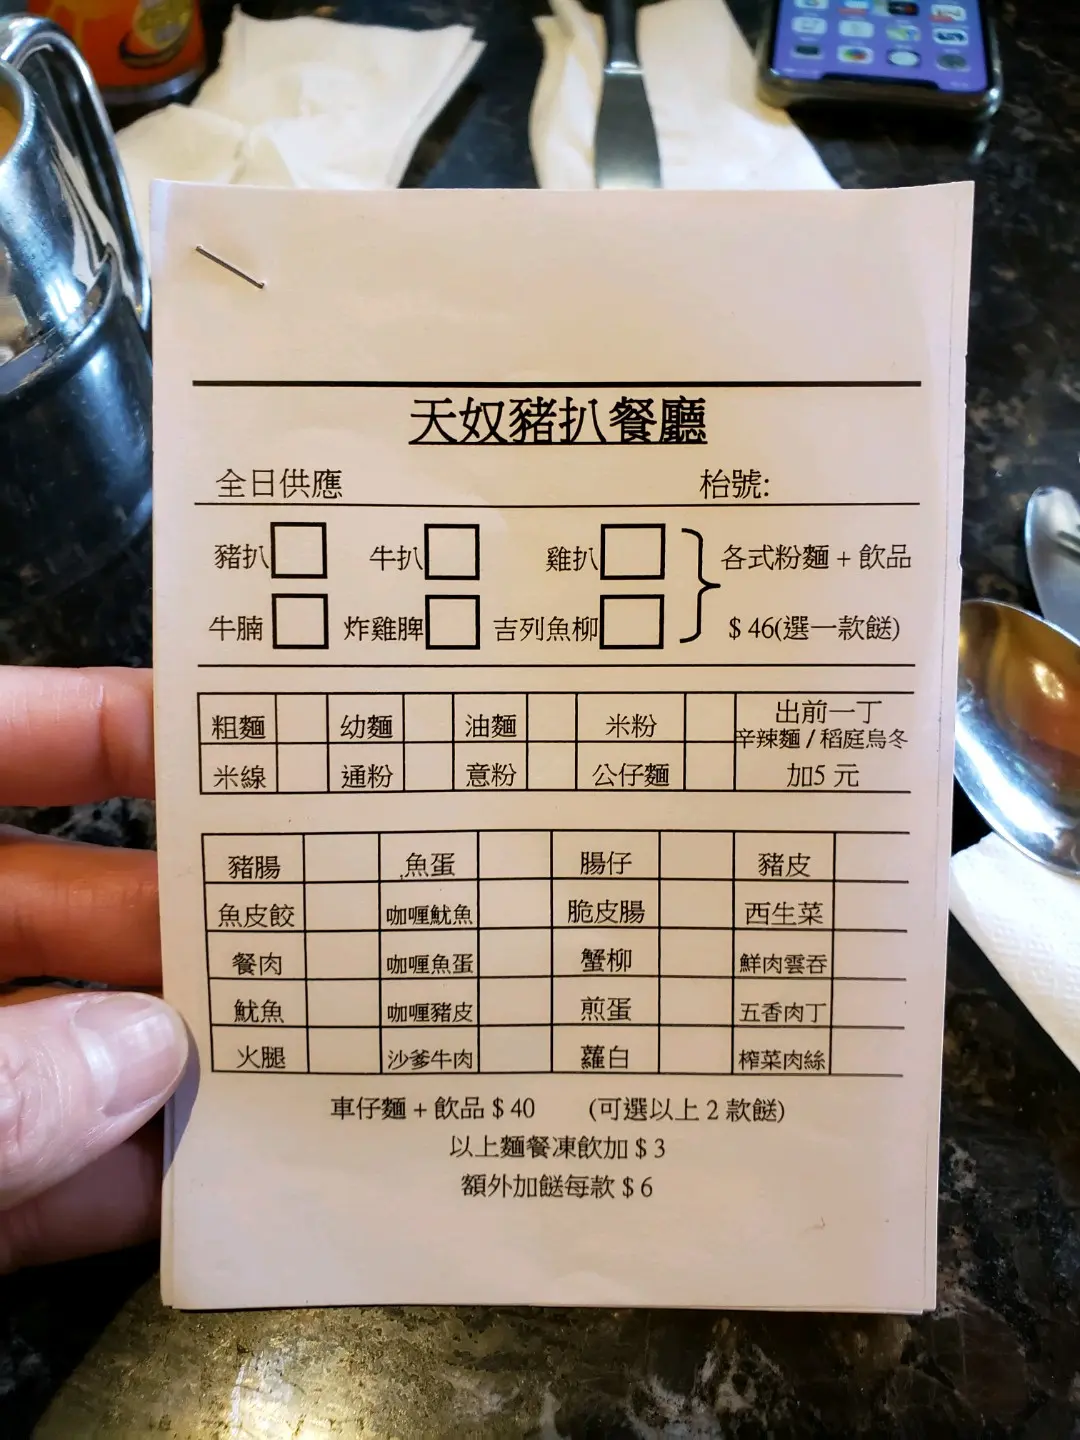 天奴豬扒餐廳
全日供應 枱號:
豬扒 牛扒 雞扒 各式粉麵 + 飲品
牛腩 炸雞脾 吉列魚柳 $ 46(選一款餸)
粗麵 幼麵 油麵 米粉 出前一丁
辛辣麵 / 稻庭烏冬
米線 通粉 意粉 公仔麵 加5 元
豬腸 魚蛋 腸仔 豬皮
魚皮餃 咖喱魷魚 脆皮腸 西生菜
餐肉 咖喱魚蛋 蟹柳 鮮肉雲吞
魷魚 咖喱豬皮 煎蛋 五香肉丁
火腿 沙爹牛肉 蘿白 榨菜肉絲
車仔麵 + 飲品 $ 40 (可選以上 2 款餸)
以上麵餐凍飲加 $ 3
額外加餸每款 $ 6